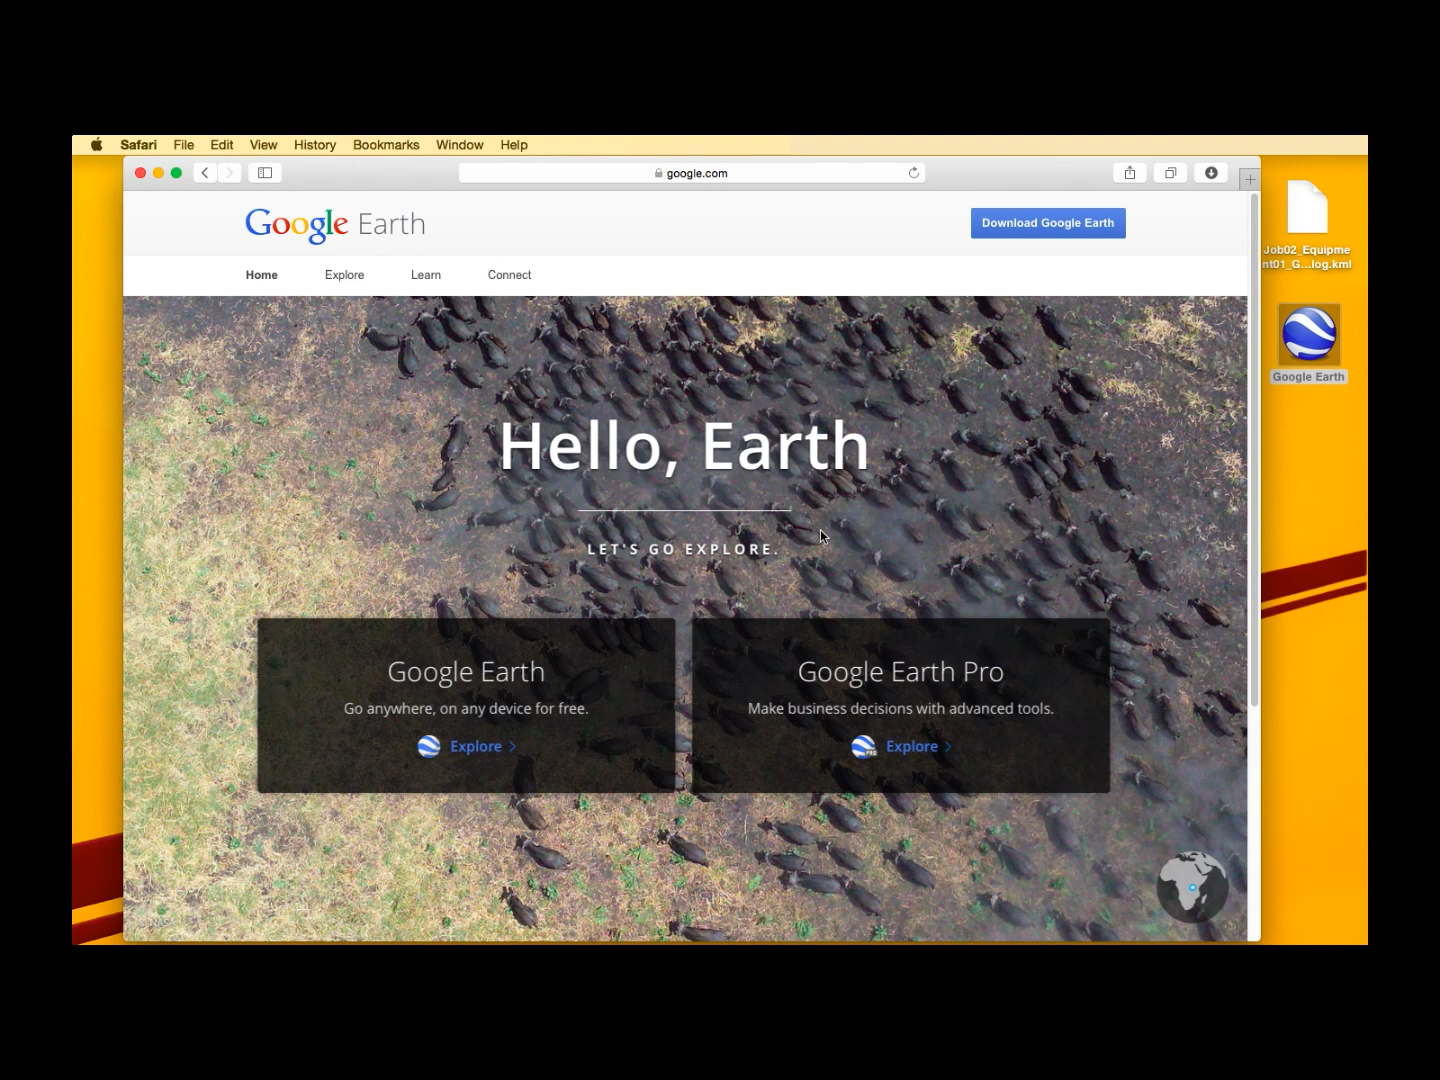 Safari File Edit View History Bookmarks Window Help
google.com
Google Earth
Download Google Earth
Home Explore Learn Connect
Job02_Equipme
nt01_G...log.kml
Google Earth
Hello, Earth
LET'S GO EXPLORE.
Google Earth
Go anywhere, on any device for free.
Explore
Google Earth Pro
Make business decisions with advanced tools.
Explore